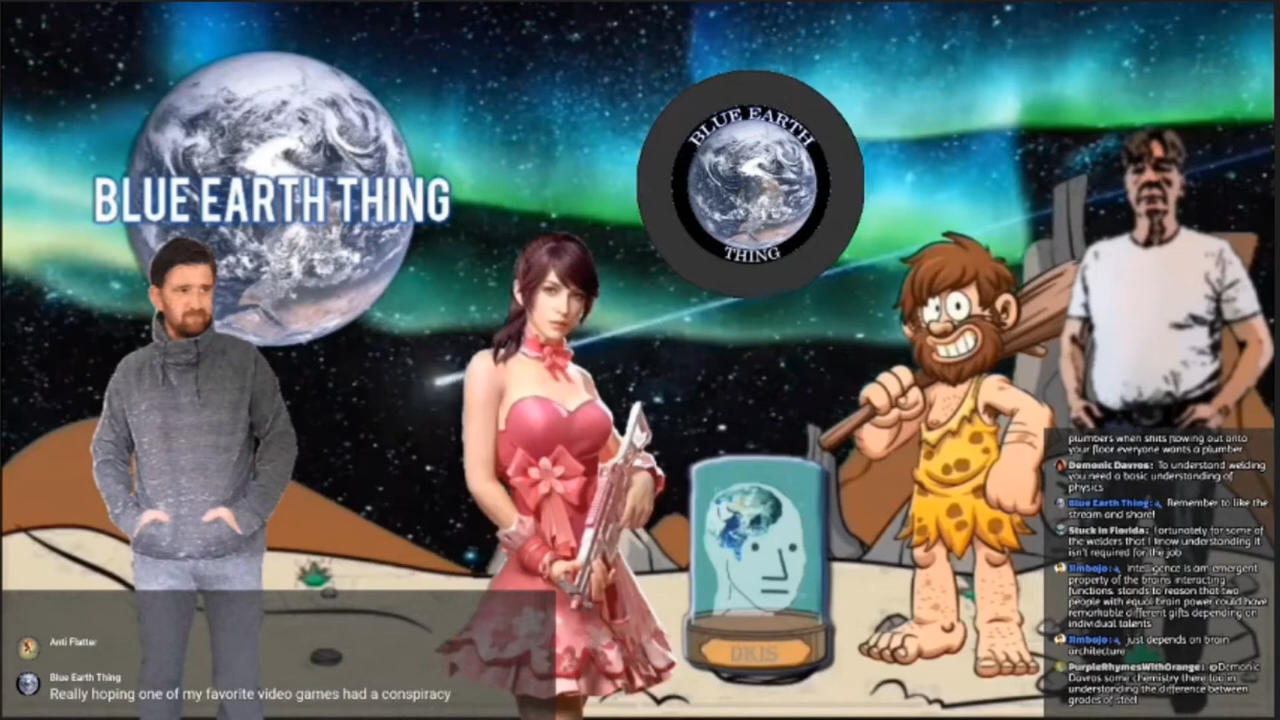 BLUE EARTH THING
BLUE EARTH
THING
DKIS
plumbers when shits flowing out onto
your floor everyone wants a plumber
Demonic Davros: To understand welding
you need a basic understanding of
physics
Blue Earth Thing: Remember to like the
stream and share!
Stuck in Florida: fortunately for some of
the welders that I know understanding it
isn't required for the job
Jimbojo: Intelligence is am emergent
property of the brains interacting
functions. stands to reason that two
people with equal brain power could have
remarkable different gifts depending on
individual talents
Jimbojo: just depends on brain
architecture
PurpleRhymesWithOrange: @Demonic
Davros some chemistry there too in
understanding the difference between
grades of steel
Anti Flatter
Blue Earth Thing
Really hoping one of my favorite video games had a conspiracy